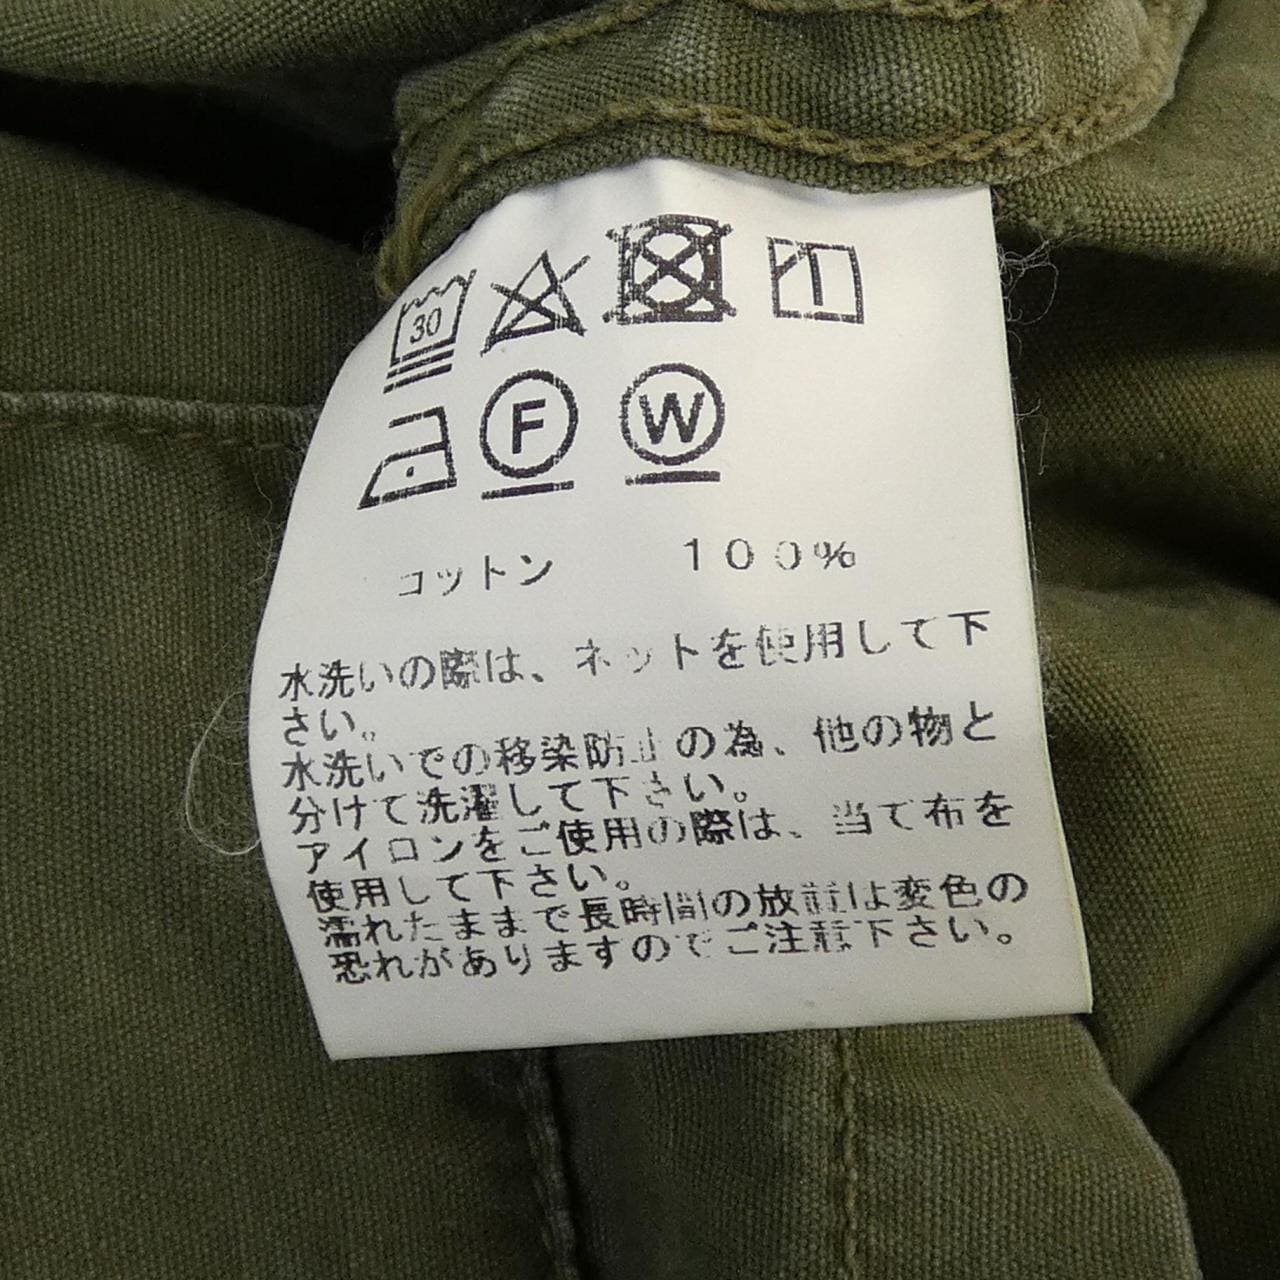 30
F W
コットン 100%
水洗いの際は、ネットを使用して下
さい。
水洗いでの移染防止の為、他の物と
分けて洗濯して下さい。
アイロンをご使用の際は、当て布を
使用して下さい。
濡れたままで長時間の放置は変色の
恐れがありますのでご注意下さい。